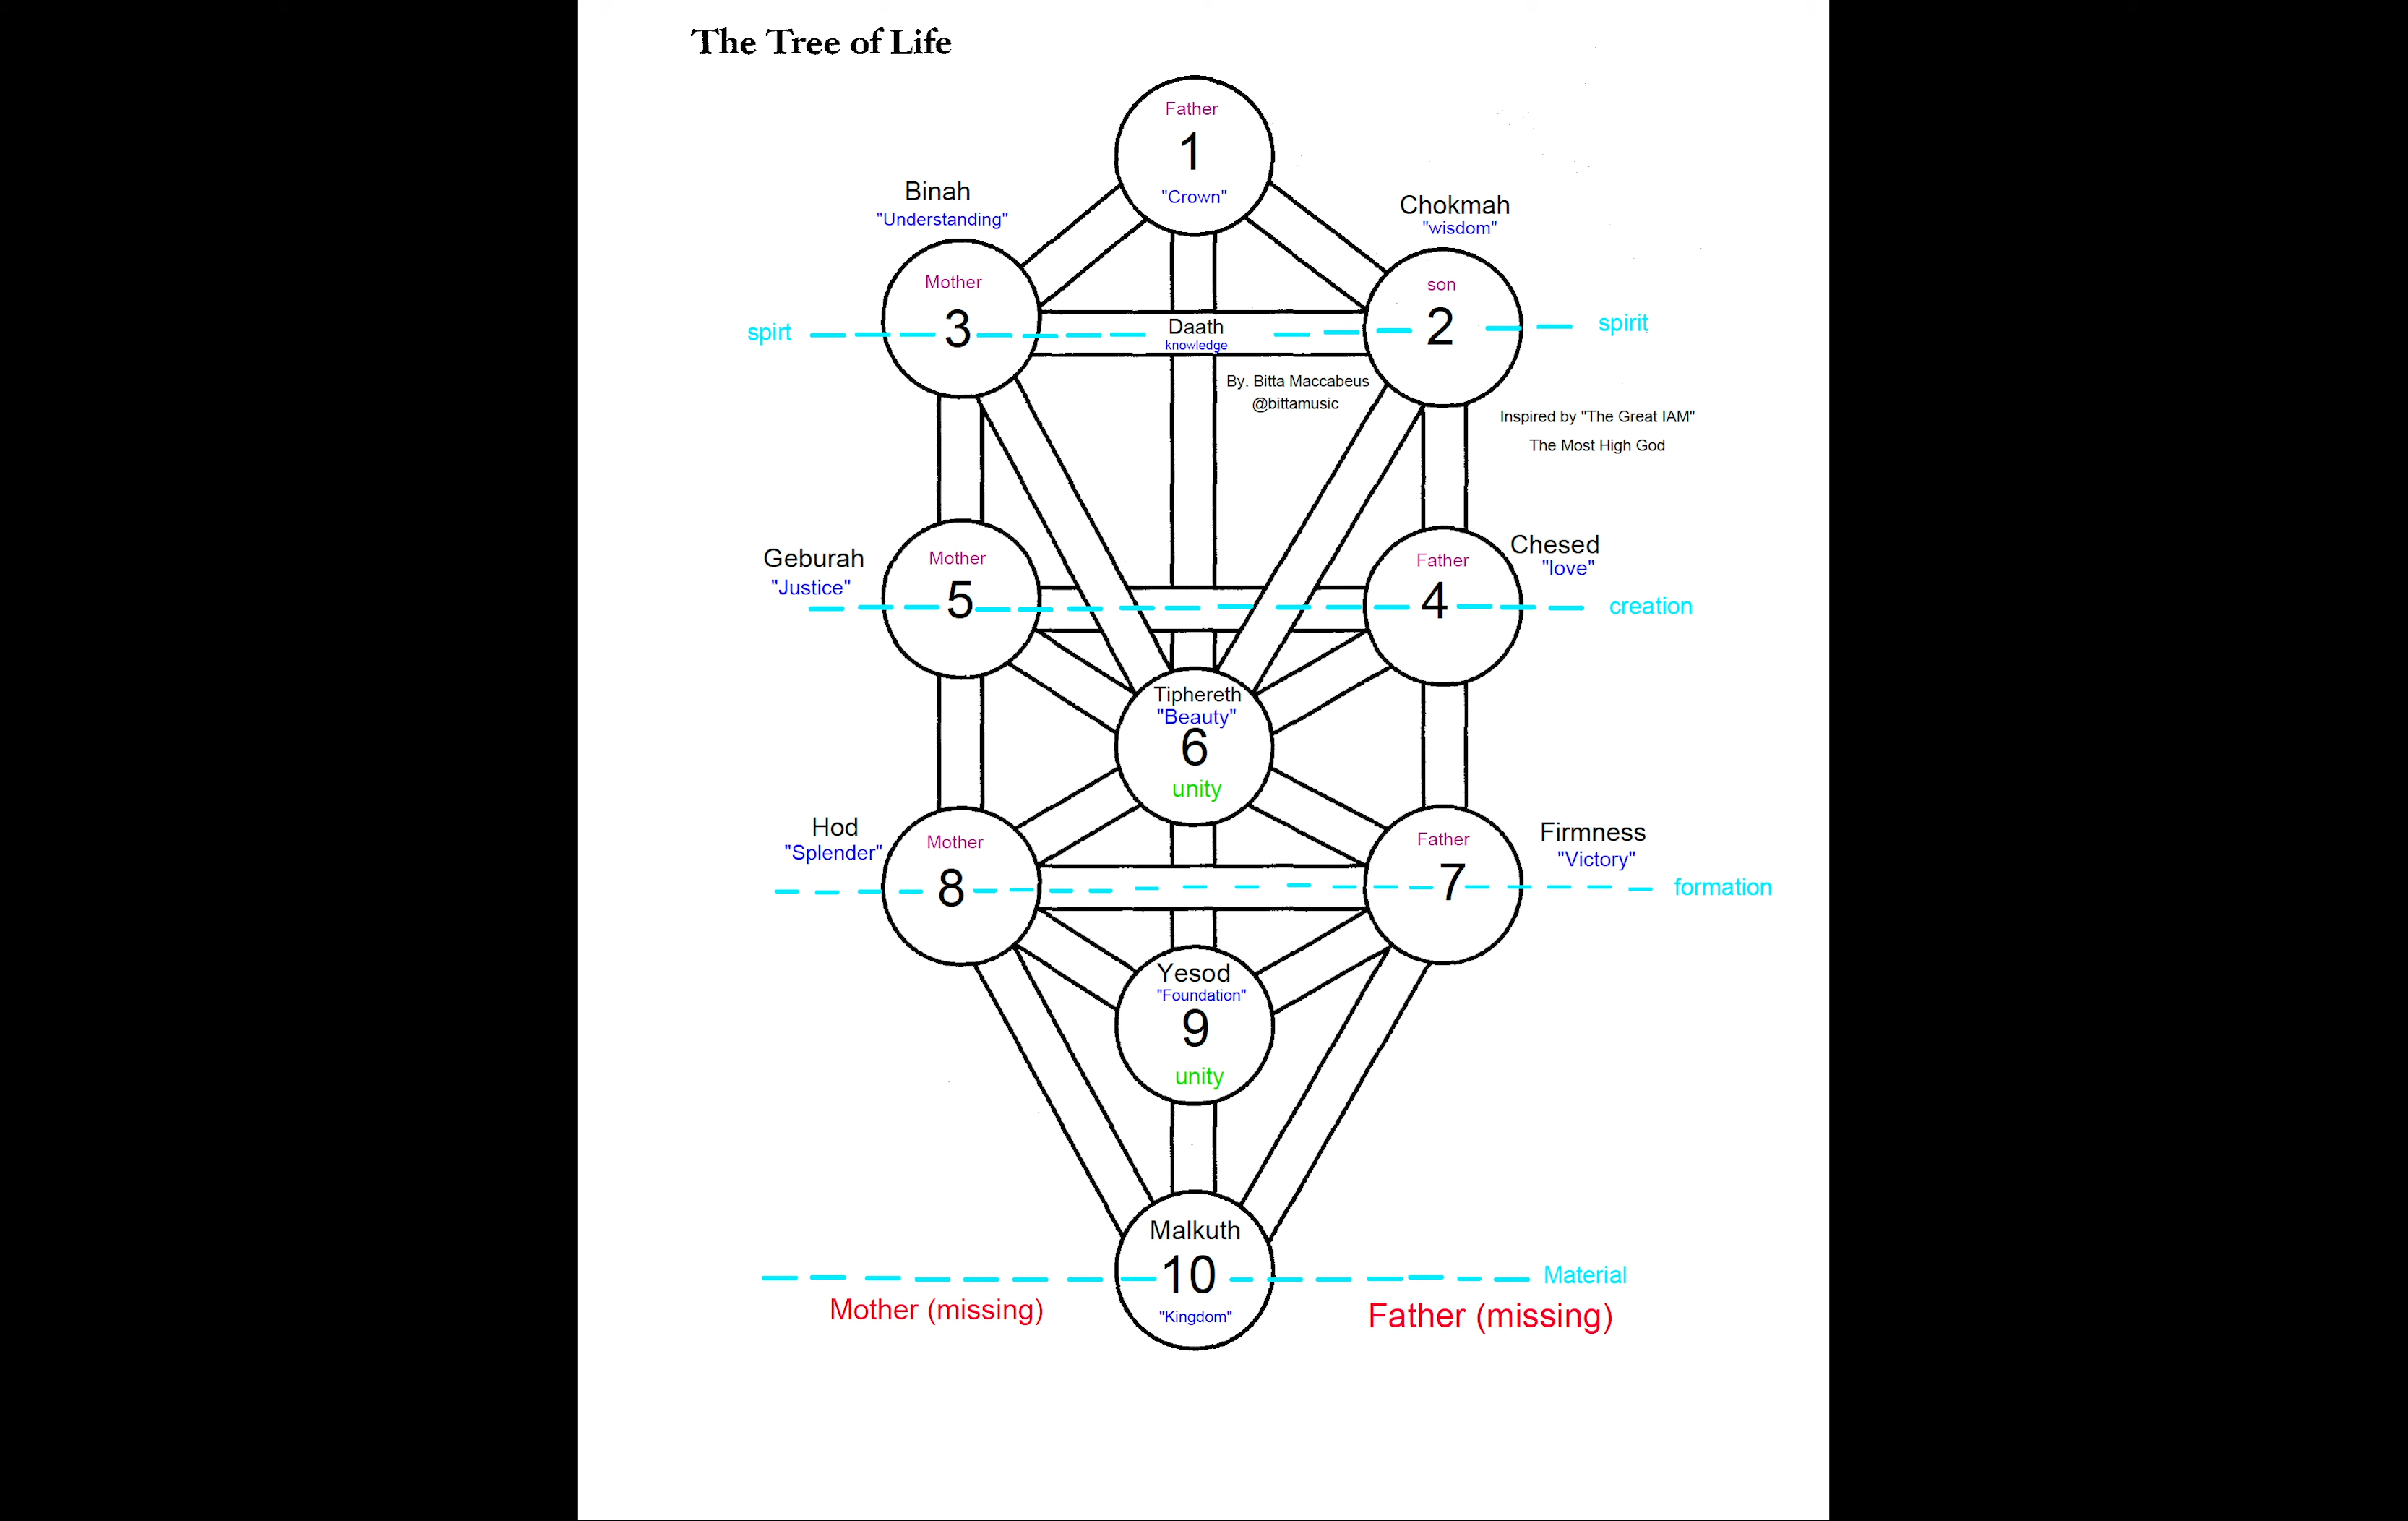 The Tree of Life
Father
1
"Crown"
Binah
"Understanding"
Chokmah
"wisdom"
Mother
3
son
2
spirt
Daath
knowledge
spirit
By. Bitta Maccabeus
@bittamusic
Inspired by "The Great IAM"
The Most High God
Geburah
"Justice"
Mother
5
Father
4
Chesed
"love"
creation
Tiphereth
"Beauty"
6
unity
Hod
"Splender"
Mother
8
Father
7
Firmness
"Victory"
formation
Yesod
"Foundation"
9
unity
Malkuth
10
"Kingdom"
Material
Mother (missing)
Father (missing)